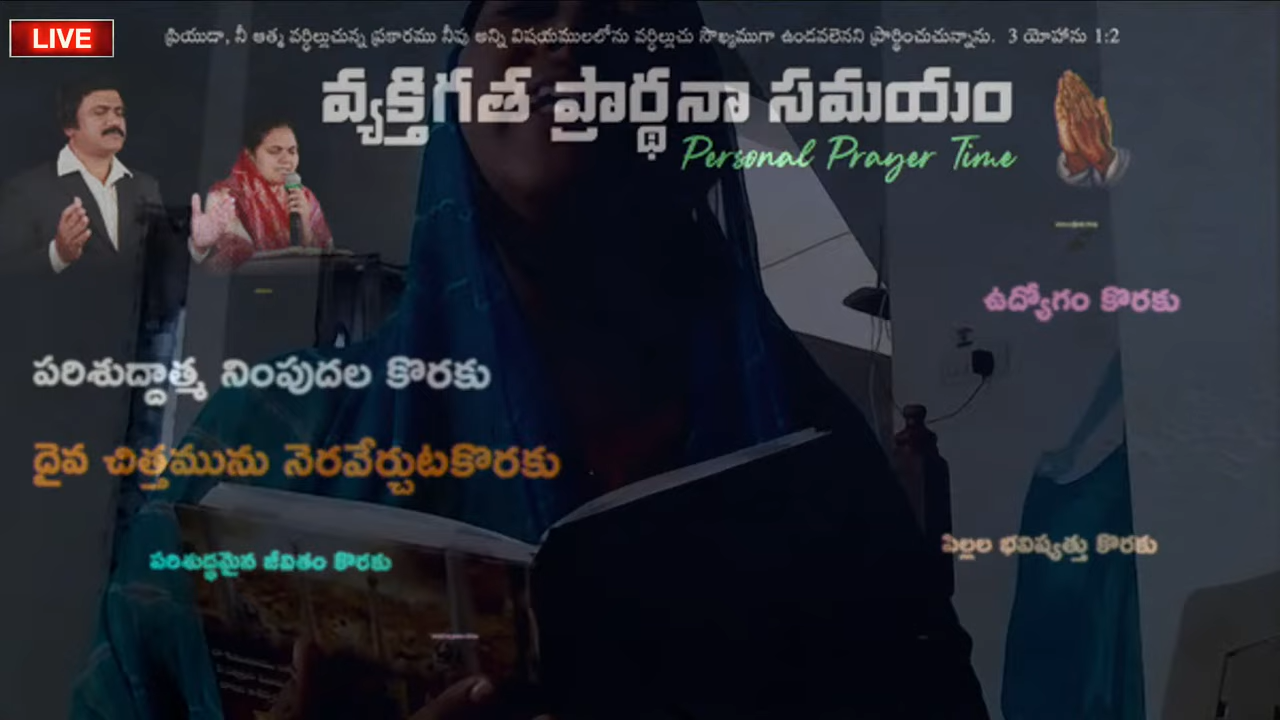 LIVE
ప్రియుడా, నీ ఆత్మ వర్ధిల్లుచున్న ప్రకారము నీవు అన్ని విషయములలోను వర్ధిల్లుచు సౌఖ్యముగా ఉండవలెనని ప్రార్థించుచున్నాను. 3 యోహాను 1:2
వ్యక్తిగత ప్రార్థనా సమయం
Personal Prayer Time
ఉద్యోగం కొరకు
పరిశుద్దాత్మ నింపుదల కొరకు
దైవ చిత్తమును నెరవేర్చుటకొరకు
పరిశుద్ధమైన జీవితం కొరకు
పిల్లల భవిష్యత్తు కొరకు